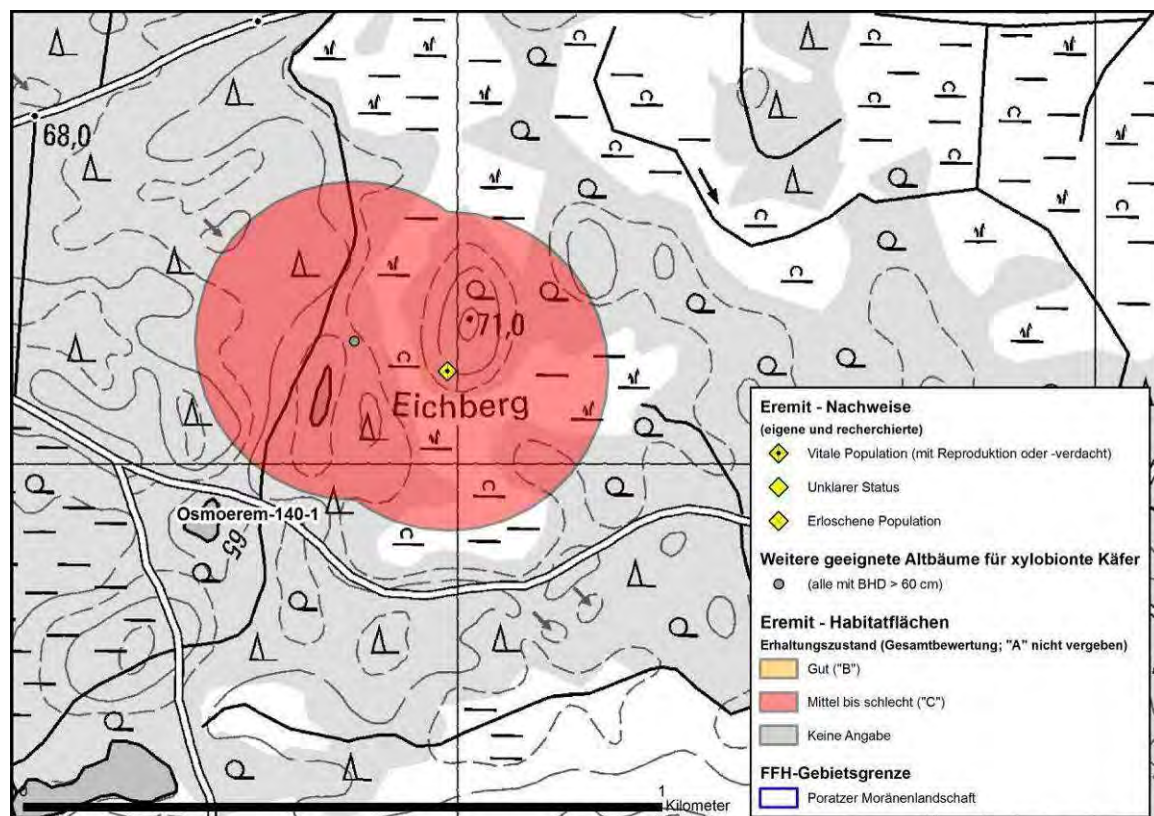 68,0
71,0
Eichberg
Osmoerem-140-1
65
0
1
Kilometer
Eremit - Nachweise
(eigene und recherchierte)
Vitale Population (mit Reproduktion oder -verdacht)
Unklarer Status
Erloschene Population
Weitere geeignete Altbäume für xylobionte Käfer
(alle mit BHD > 60 cm)
Eremit - Habitatflächen
Erhaltungszustand (Gesamtbewertung; "A" nicht vergeben)
Gut ("B")
Mittel bis schlecht ("C")
Keine Angabe
FFH-Gebietsgrenze
Poratzer Moränenlandschaft